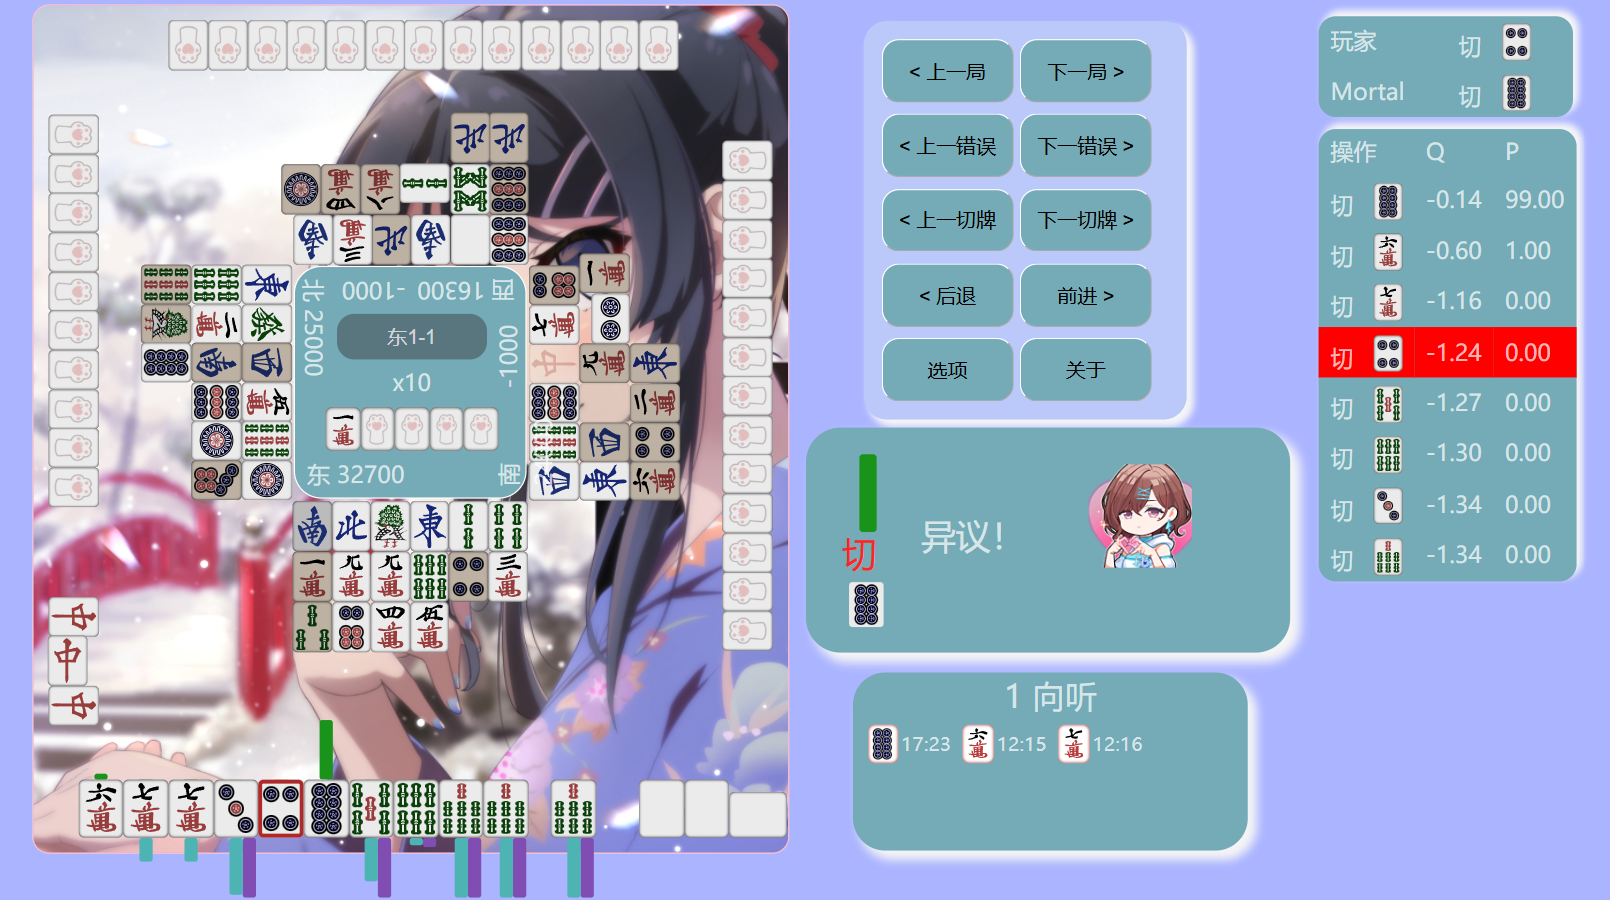 北 25000
西 16300 -1000
东1-1
x10
-1000
南
东 32700
< 上一局
下一局 >
< 上一错误
下一错误 >
< 上一切牌
下一切牌 >
< 后退
前进 >
选项
关于
切
异议！
1 向听
17:23
12:15
12:16
玩家 切
Mortal 切
操作 Q P
切 -0.14 99.00
切 -0.60 1.00
切 -1.16 0.00
切 -1.24 0.00
切 -1.27 0.00
切 -1.30 0.00
切 -1.34 0.00
切 -1.34 0.00